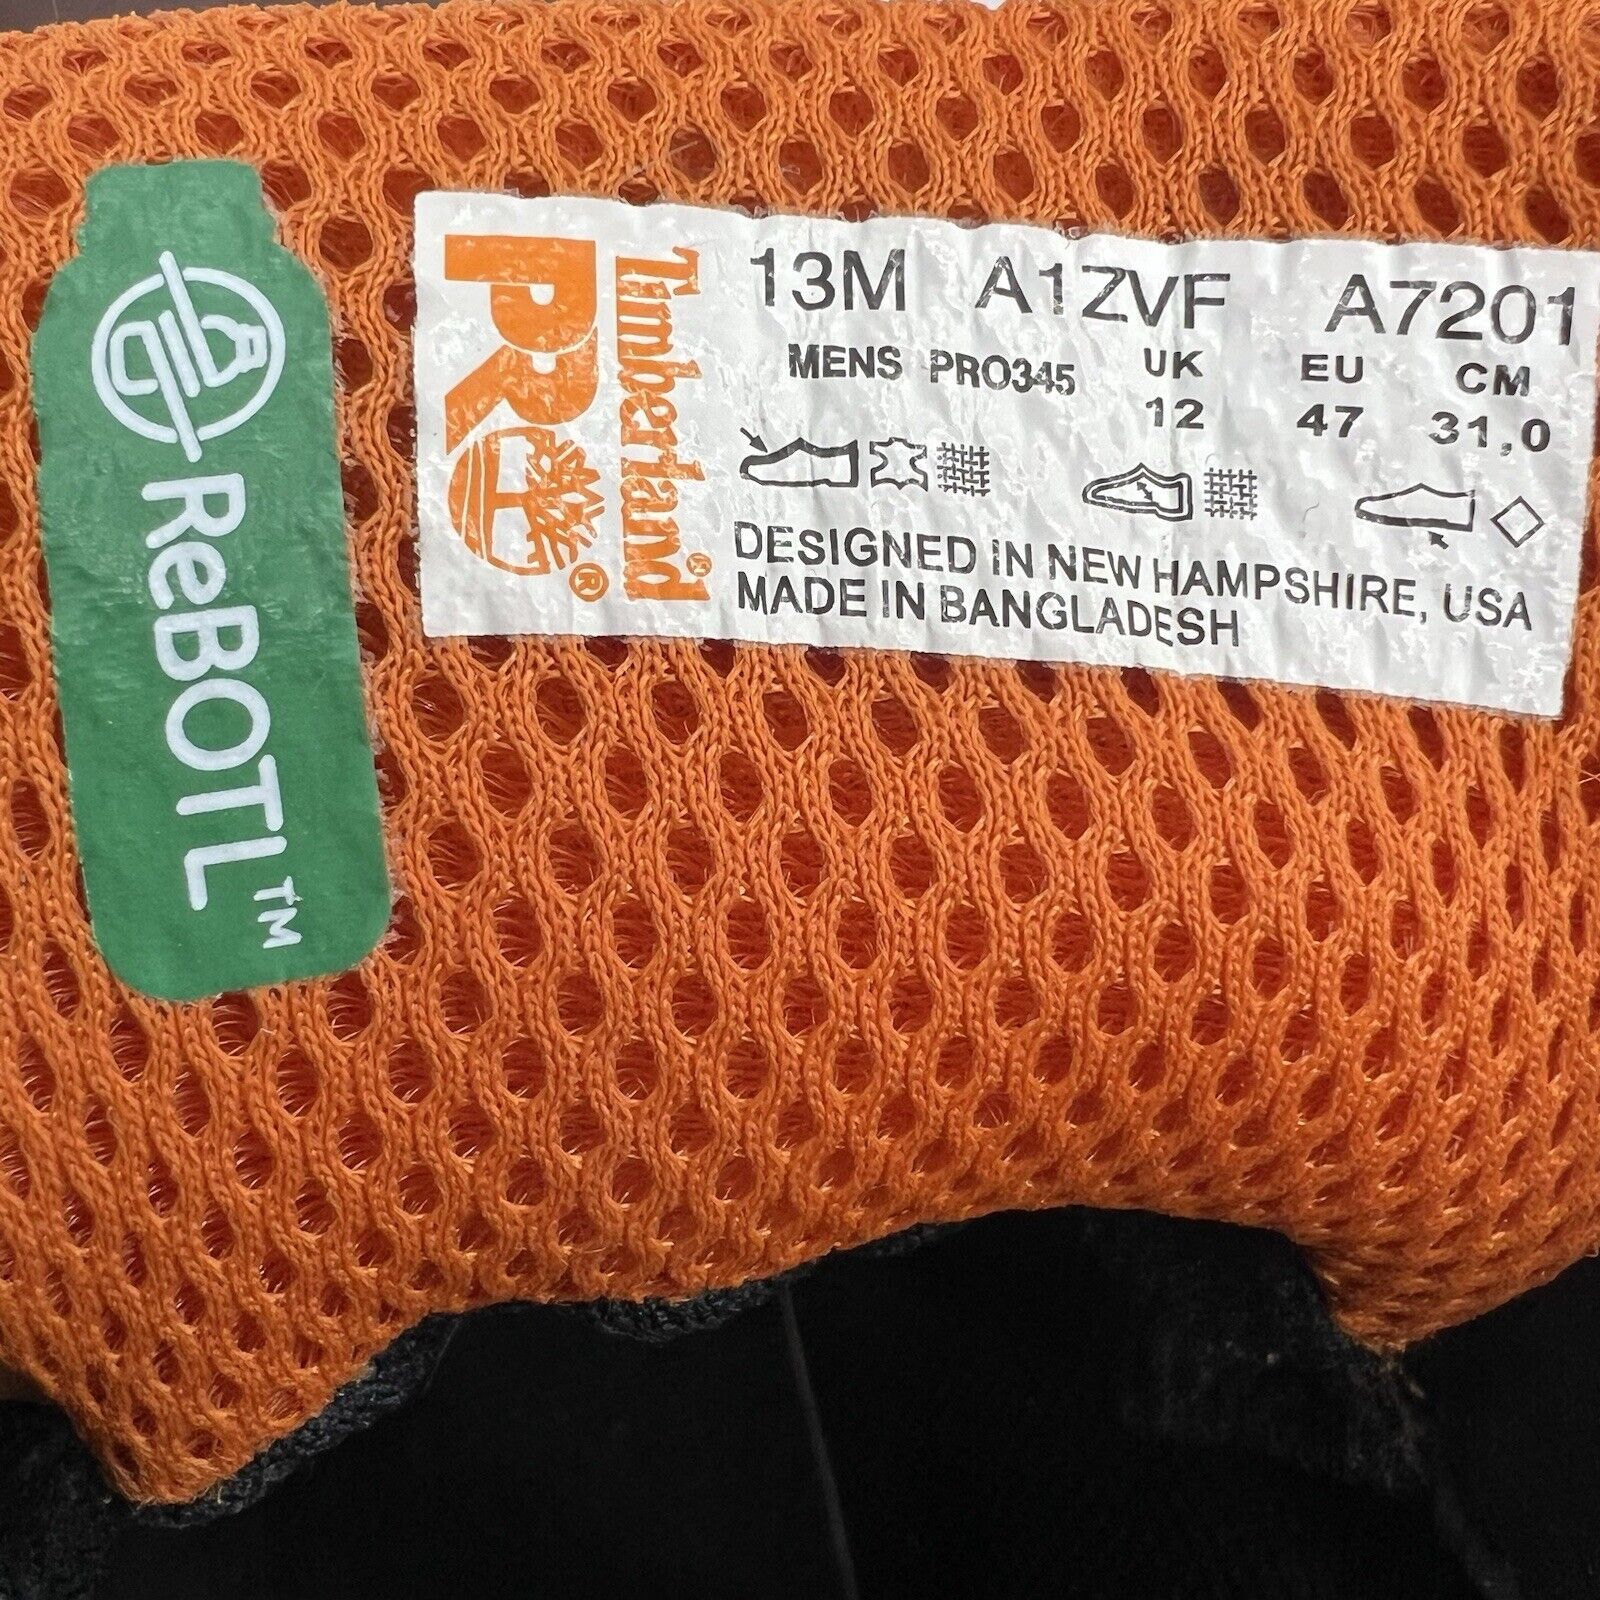 ReBOTL™
Timberland
PRO®
13M A1ZVF A7201
MENS PRO345 UK EU CM
12 47 31,0
DESIGNED IN NEW HAMPSHIRE, USA
MADE IN BANGLADESH